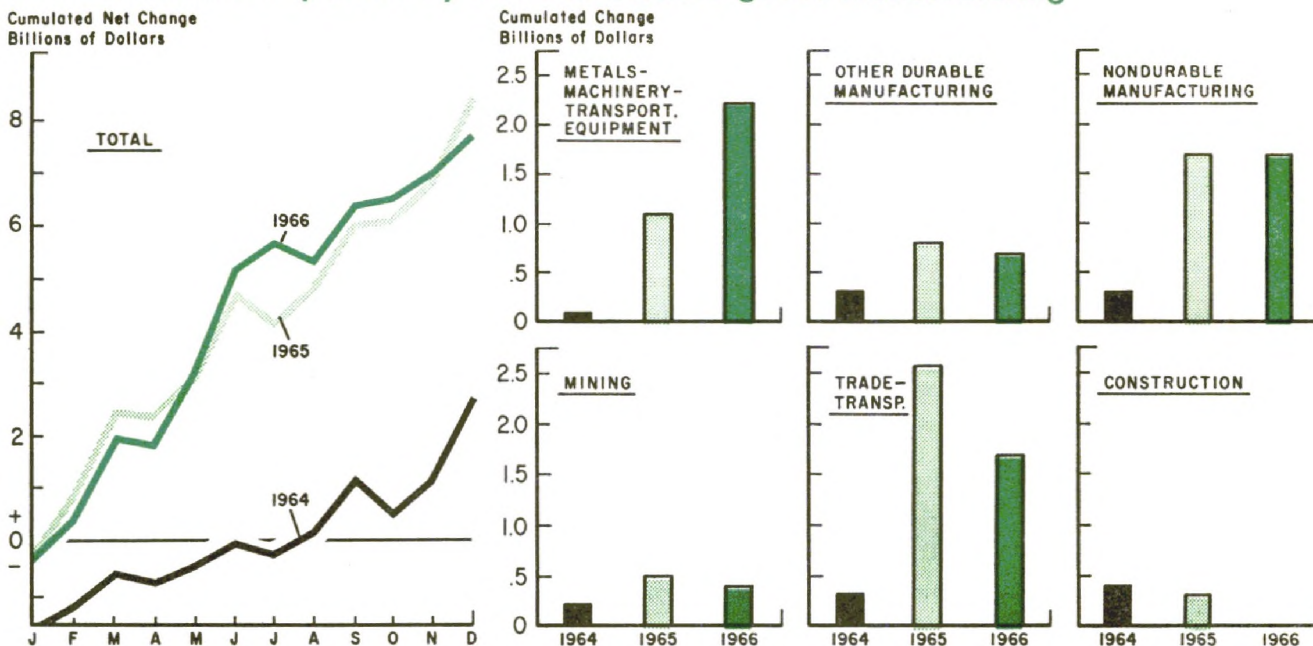 Cumulated Net Change
Billions of Dollars
8
6
4
2
+
0
−
TOTAL
1966
1965
1964
J F M A M J J A S O N D
Cumulated Change
Billions of Dollars
2.5
2.0
1.5
1.0
.5
0
METALS-
MACHINERY-
TRANSPORT.
EQUIPMENT
OTHER DURABLE
MANUFACTURING
NONDURABLE
MANUFACTURING
2.5
2.0
1.5
1.0
.5
0
MINING
TRADE-
TRANSP.
CONSTRUCTION
1964 1965 1966
1964 1965 1966
1964 1965 1966